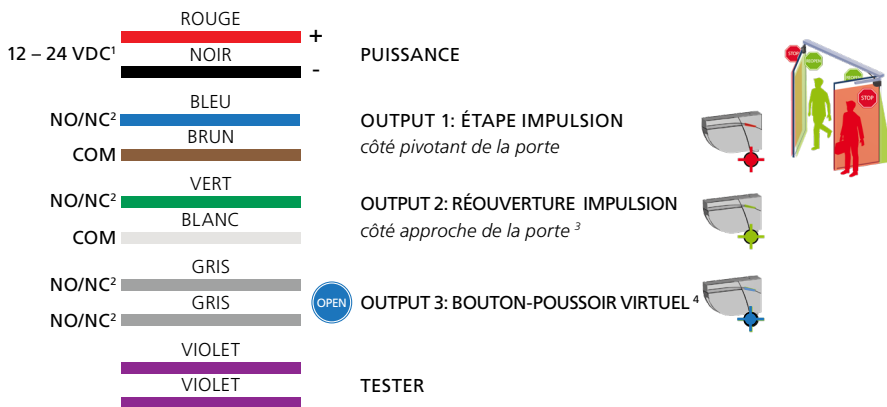 ROUGE
+
12 – 24 VDC¹
NOIR
-
PUISSANCE
BLEU
NO/NC²
OUTPUT 1: ÉTAPE IMPULSION
BRUN
COM
côté pivotant de la porte
VERT
NO/NC²
OUTPUT 2: RÉOUVERTURE IMPULSION
BLANC
COM
côté approche de la porte ³
GRIS
NO/NC²
OPEN
OUTPUT 3: BOUTON-POUSSOIR VIRTUEL ⁴
GRIS
NO/NC²
VIOLET
VIOLET
TESTER
STOP
REOPEN
REOPEN
STOP